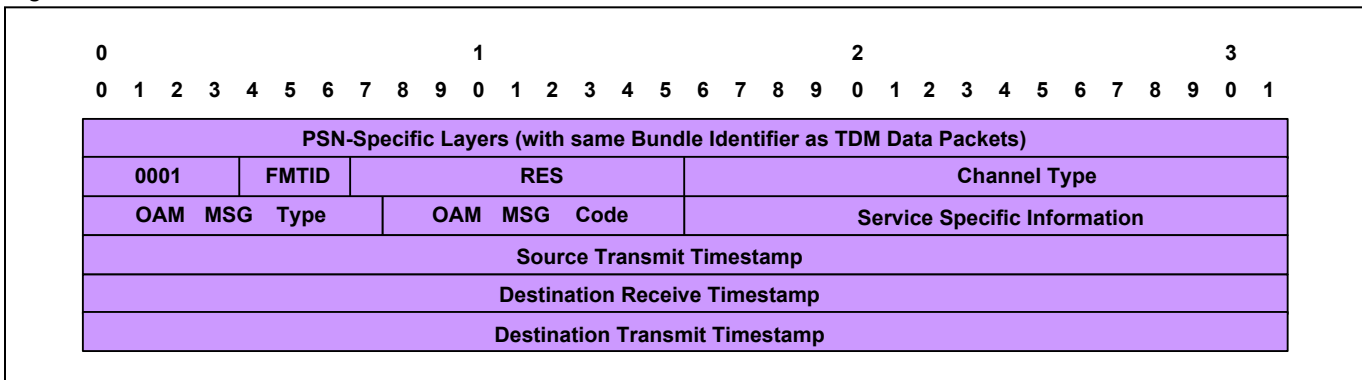 0 1 2 3
0 1 2 3 4 5 6 7 8 9 0 1 2 3 4 5 6 7 8 9 0 1 2 3 4 5 6 7 8 9 0 1
PSN-Specific Layers (with same Bundle Identifier as TDM Data Packets)
0001 FMTID RES Channel Type
OAM MSG Type OAM MSG Code Service Specific Information
Source Transmit Timestamp
Destination Receive Timestamp
Destination Transmit Timestamp